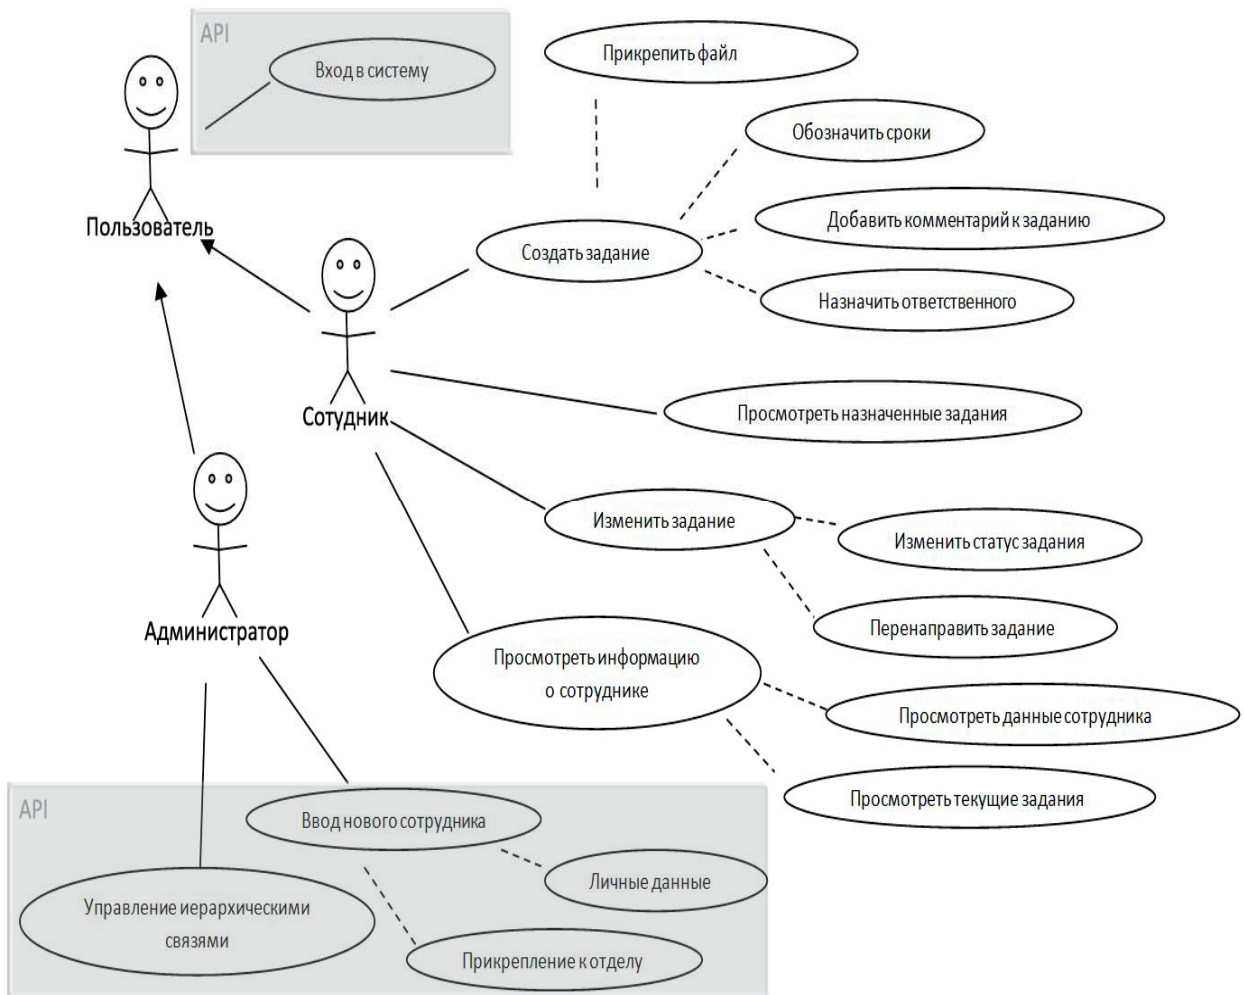 API
Вход в систему
Прикрепить файл
Обозначить сроки
Пользователь
Добавить комментарий к заданию
Создать задание
Назначить ответственного
Сотудник
Просмотреть назначенные задания
Изменить задание
Изменить статус задания
Администратор
Перенаправить задание
Просмотреть информацию
о сотруднике
Просмотреть данные сотрудника
Просмотреть текущие задания
API
Ввод нового сотрудника
Личные данные
Управление иерархическими
связями
Прикрепление к отделу